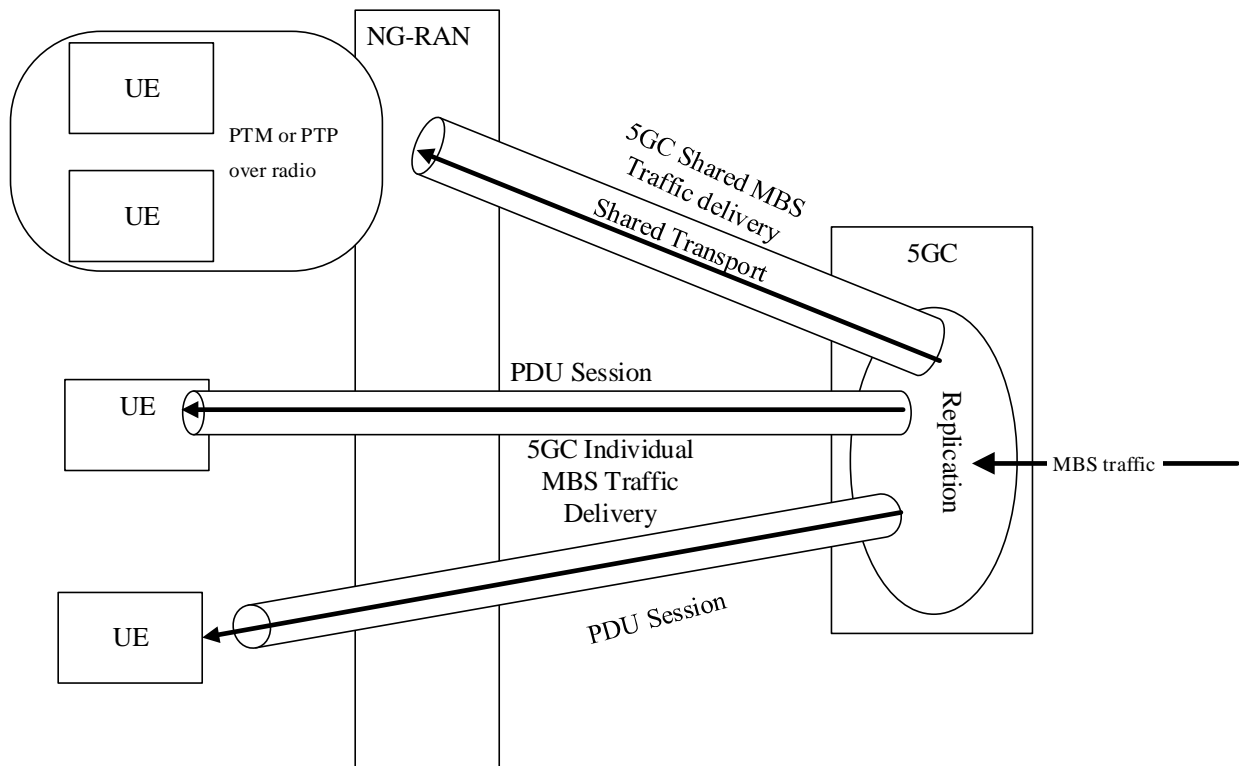 NG-RAN
UE
PTM or PTP
over radio
UE
5GC Shared MBS
Traffic delivery
Shared Transport
5GC
PDU Session
UE
Replication
5GC Individual
MBS Traffic
Delivery
MBS traffic
UE
PDU Session